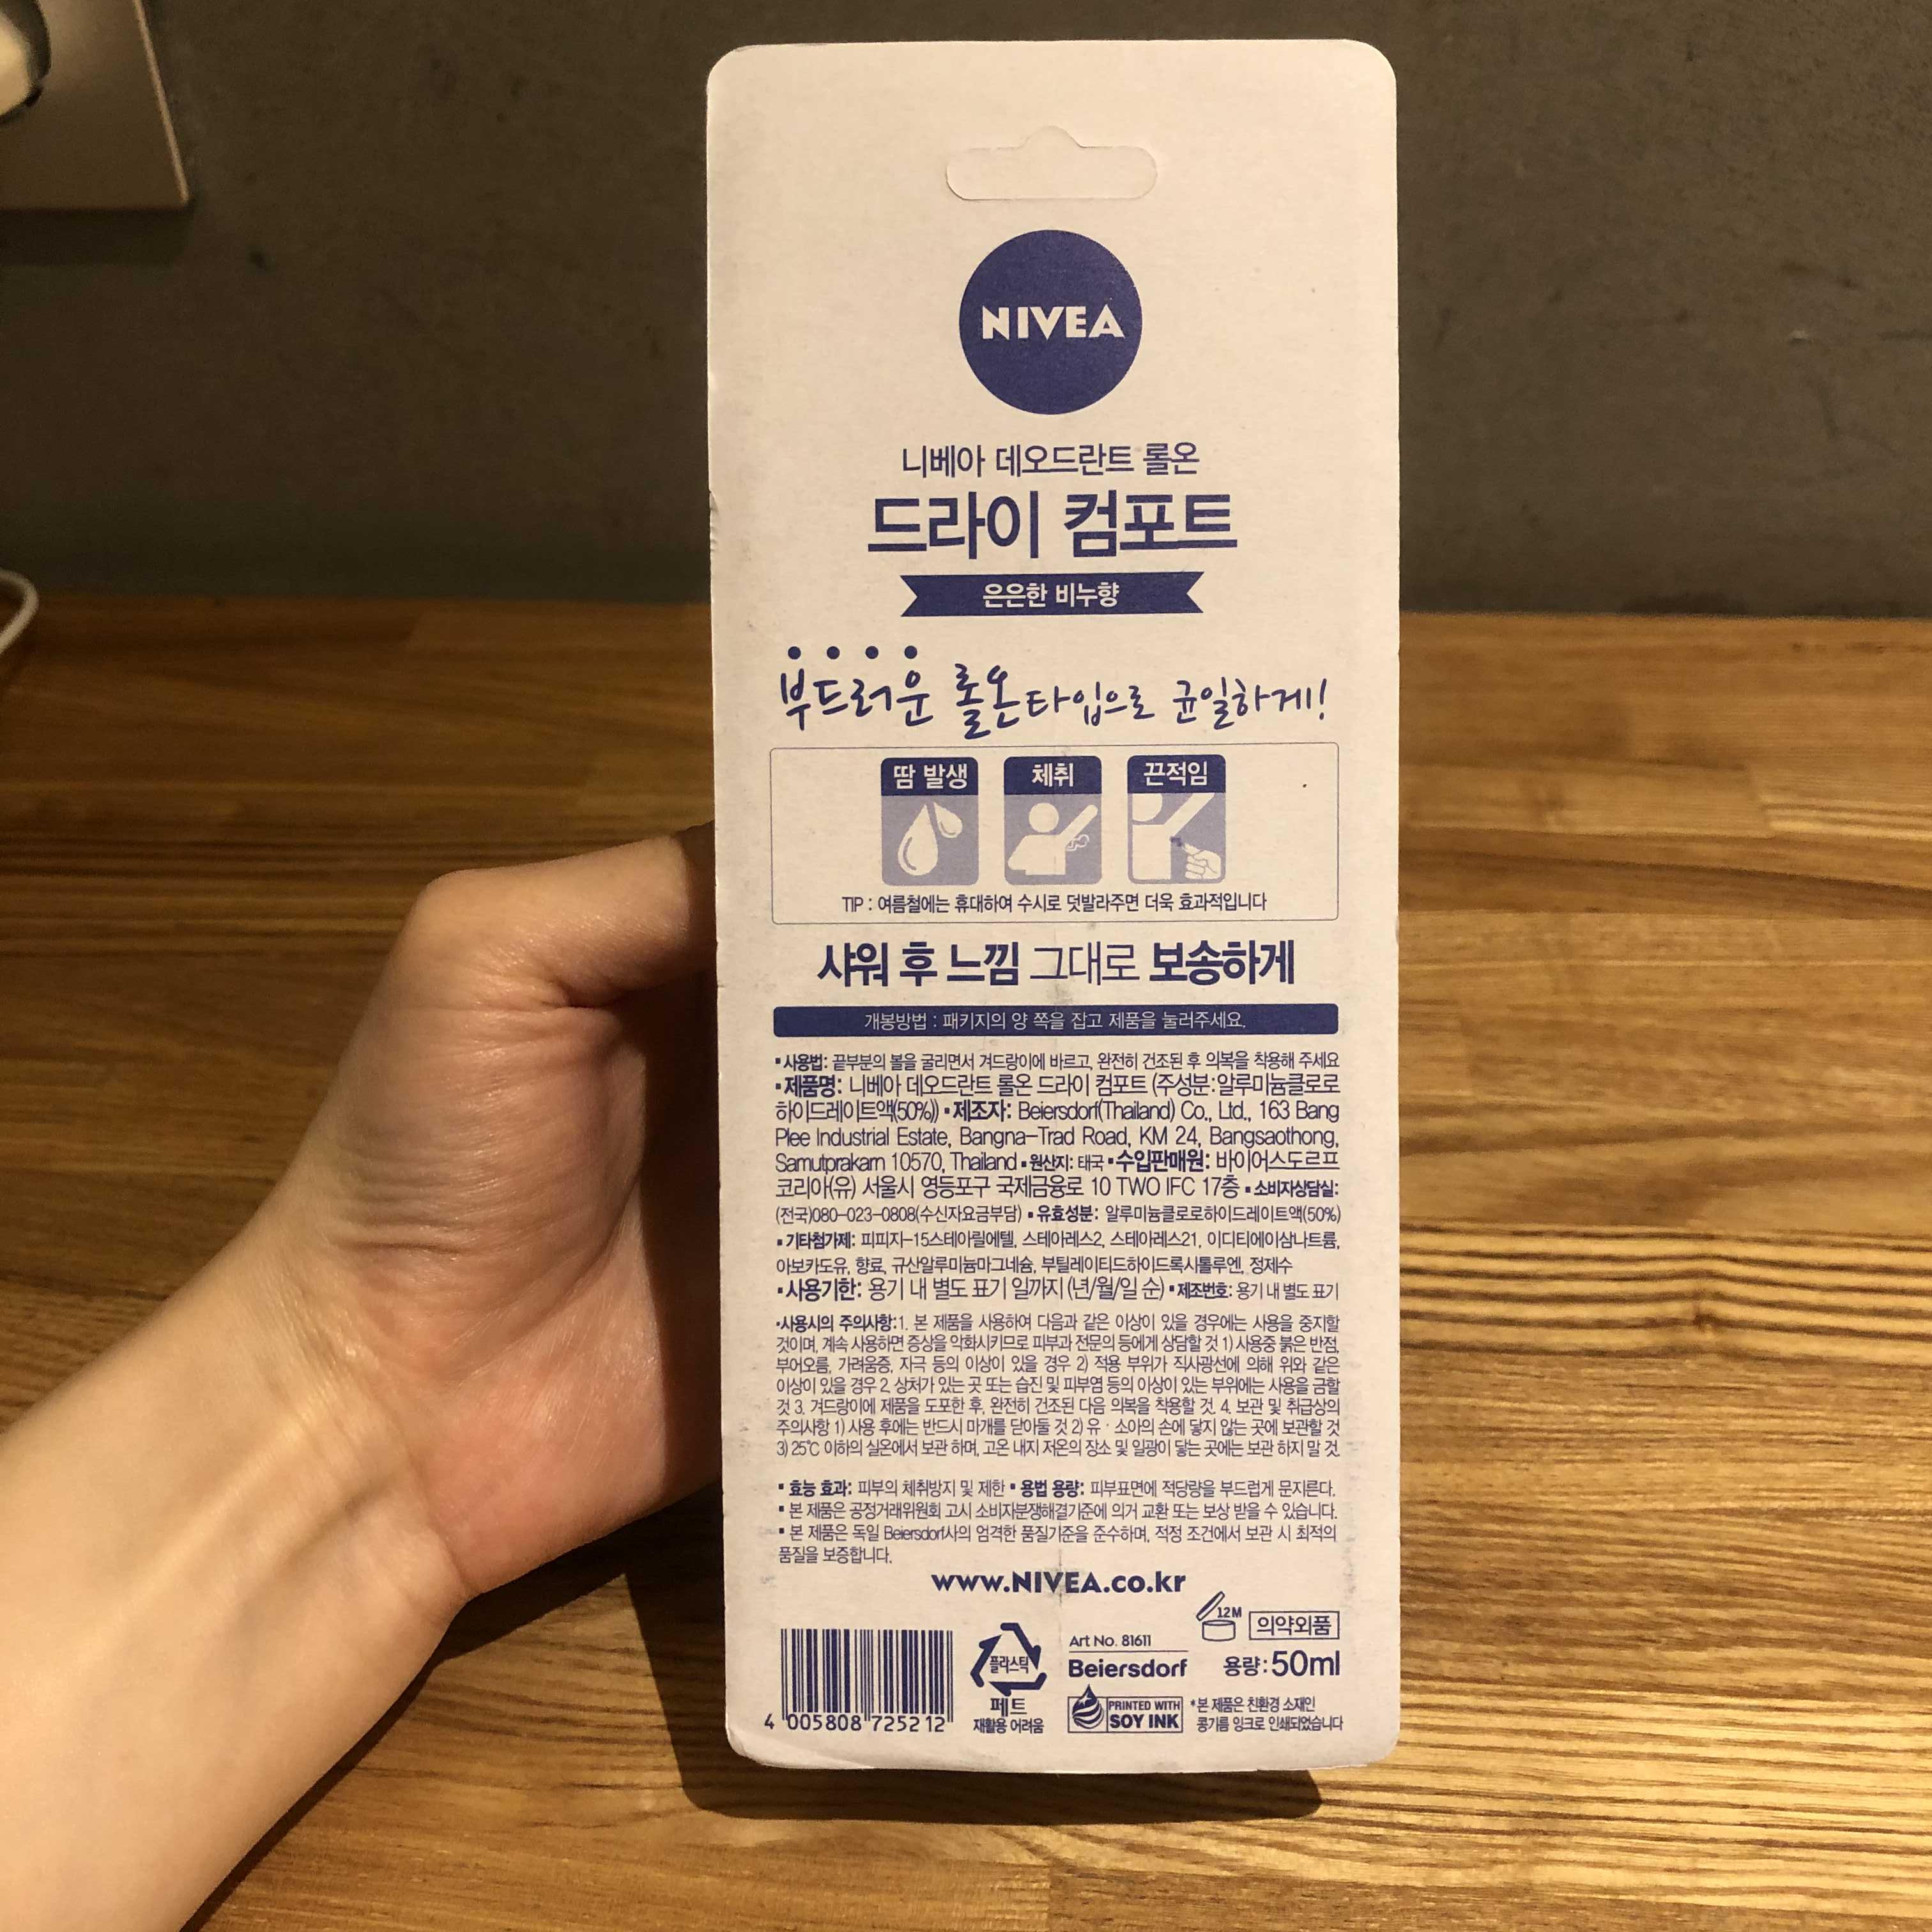 NIVEA
니베아 데오드란트 롤온
드라이 컴포트
은은한 비누향
부드러운 롤온타입으로 균일하게!
땀 발생 체취 끈적임
TIP : 여름철에는 휴대하여 수시로 덧발라주면 더욱 효과적입니다
샤워 후 느낌 그대로 보송하게
개봉방법 : 패키지의 양 쪽을 잡고 제품을 눌러주세요.
▪사용법: 끝부분의 볼을 굴리면서 겨드랑이에 바르고, 완전히 건조된 후 의복을 착용해 주세요
▪제품명: 니베아 데오드란트 롤온 드라이 컴포트 (주성분:알루미늄클로로
하이드레이트액(50%)) ▪제조자: Beiersdorf(Thailand) Co., Ltd., 163 Bang
Plee Industrial Estate, Bangna-Trad Road, KM 24, Bangsaothong,
Samutprakarn 10570, Thailand ▪원산지: 태국 ▪수입판매원: 바이어스도르프
코리아(유) 서울시 영등포구 국제금융로 10 TWO IFC 17층 ▪소비자상담실:
(전국)080-023-0808(수신자요금부담) ▪유효성분: 알루미늄클로로하이드레이트액(50%)
▪기타첨가제: 피피지-15스테아릴에텔, 스테아레스2, 스테아레스21, 이디티에이삼나트륨,
아보카도유, 향료, 규산알루미늄마그네슘, 부틸레이티드하이드록시톨루엔, 정제수
▪사용기한: 용기 내 별도 표기 일까지 (년/월/일 순) ▪제조번호: 용기 내 별도 표기
▪사용시의 주의사항:1. 본 제품을 사용하여 다음과 같은 이상이 있을 경우에는 사용을 중지할
것이며, 계속 사용하면 증상을 악화시키므로 피부과 전문의 등에게 상담할 것 1) 사용중 붉은 반점,
부어오름, 가려움증, 자극 등의 이상이 있을 경우 2) 적용 부위가 직사광선에 의해 위와 같은
이상이 있을 경우 2. 상처가 있는 곳 또는 습진 및 피부염 등의 이상이 있는 부위에는 사용을 금할
것 3. 겨드랑이에 제품을 도포한 후, 완전히 건조된 다음 의복을 착용할 것. 4. 보관 및 취급상의
주의사항 1) 사용 후에는 반드시 마개를 닫아둘 것 2) 유 · 소아의 손에 닿지 않는 곳에 보관할 것
3) 25℃ 이하의 실온에서 보관 하며, 고온 내지 저온의 장소 및 일광이 닿는 곳에는 보관 하지 말 것.
▪효능 효과: 피부의 체취방지 및 제한 ▪용법 용량: 피부표면에 적당량을 부드럽게 문지른다.
▪본 제품은 공정거래위원회 고시 소비자분쟁해결기준에 의거 교환 또는 보상 받을 수 있습니다.
▪본 제품은 독일 Beiersdorf사의 엄격한 품질기준을 준수하며, 적정 조건에서 보관 시 최적의
품질을 보증합니다.
www.NIVEA.co.kr
12M 의약외품
Art No. 81611
Beiersdorf 용량:50ml
플라스틱
페트
재활용 어려움
PRINTED WITH
SOY INK
*본 제품은 친환경 소재인
콩기름 잉크로 인쇄되었습니다
4 005808 725212